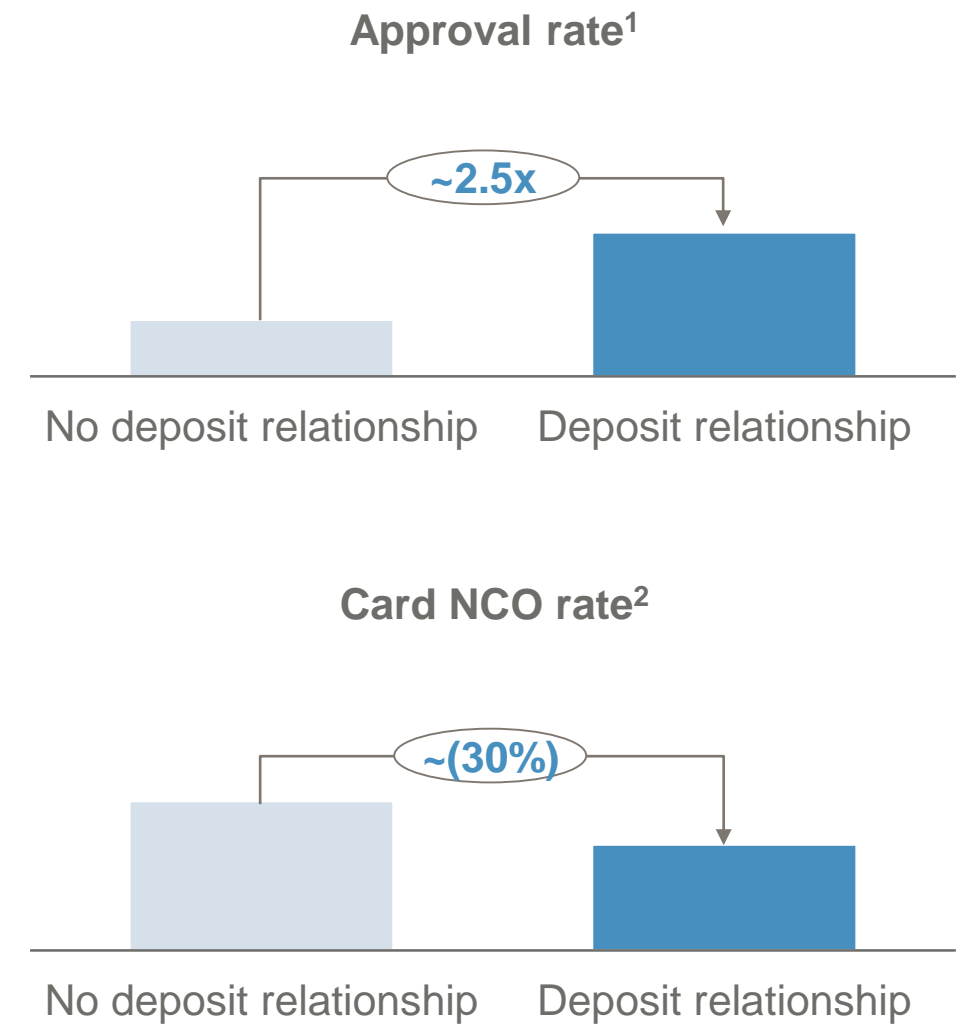 Approval rate¹
~2.5x
No deposit relationship Deposit relationship
Card NCO rate²
~(30%)
No deposit relationship Deposit relationship